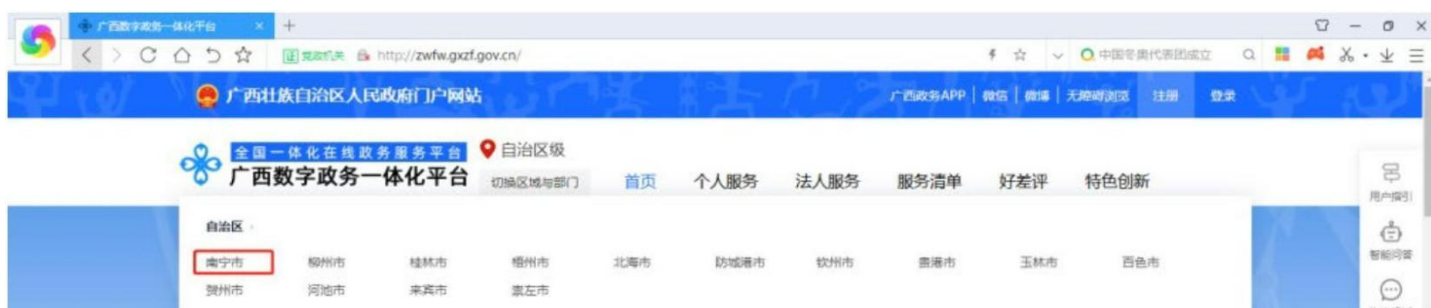 广西数字政务一体化平台
党政机关 http://zwfw.gxzf.gov.cn/ 中国冬奥代表团成立
广西壮族自治区人民政府门户网站 广西政务APP | 微信 | 微博 | 无障碍浏览 注册 登录
全国一体化在线政务服务平台 自治区级
广西数字政务一体化平台 切换区域与部门 首页 个人服务 法人服务 服务清单 好差评 特色创新
用户指引
自治区
南宁市 柳州市 桂林市 梧州市 北海市 防城港市 钦州市 贵港市 玉林市 百色市
智能问答
贺州市 河池市 来宾市 崇左市